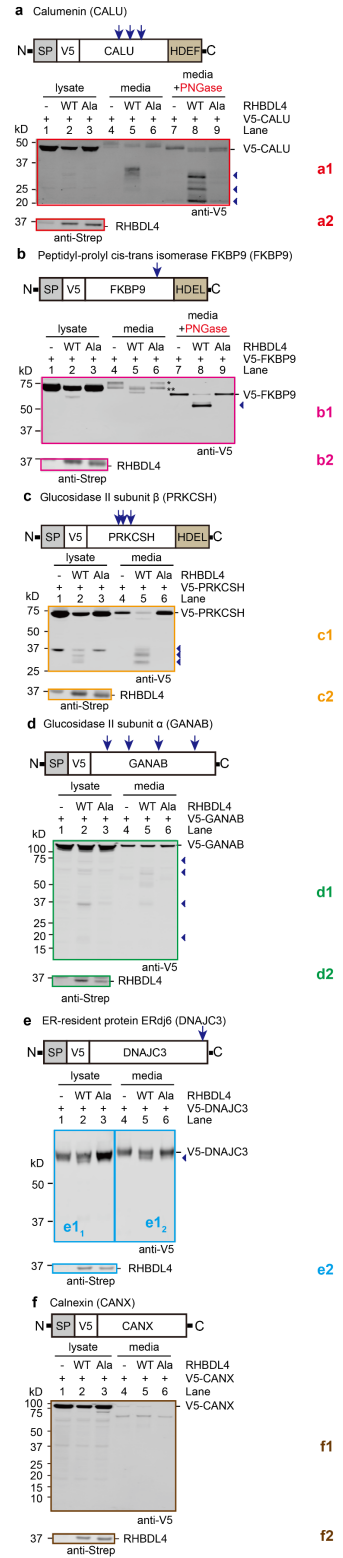 a Calumenin (CALU)
N SP V5 CALU HDEF C
lysate media media +PNGase
- WT Ala - WT Ala - WT Ala RHBDL4
+ + + + + + + + + V5-CALU
kD 1 2 3 4 5 6 7 8 9 Lane
50 V5-CALU
37
25
20
a1
anti-V5
37 RHBDL4 a2
anti-Strep
b Peptidyl-prolyl cis-trans isomerase FKBP9 (FKBP9)
N SP V5 FKBP9 HDEL C
lysate media media +PNGase
- WT Ala - WT Ala - WT Ala RHBDL4
+ + + + + + + + + V5-FKBP9
kD 1 2 3 4 5 6 7 8 9 Lane
75 * ** V5-FKBP9
50
37
b1
anti-V5
37 RHBDL4 b2
anti-Strep
c Glucosidase II subunit β (PRKCSH)
N SP V5 PRKCSH HDEL C
lysate media
- WT Ala - WT Ala RHBDL4
+ + + + + + V5-PRKCSH
kD 1 2 3 4 5 6 Lane
75 V5-PRKCSH
50
37
25
c1
anti-V5
37 RHBDL4 c2
anti-Strep
d Glucosidase II subunit α (GANAB)
N SP V5 GANAB C
lysate media
- WT Ala - WT Ala RHBDL4
+ + + + + + V5-GANAB
kD 1 2 3 4 5 6 Lane
100 V5-GANAB
75
50
37
25
20
15
d1
anti-V5
37 RHBDL4 d2
anti-Strep
e ER-resident protein ERdj6 (DNAJC3)
N SP V5 DNAJC3 C
lysate media
- WT Ala - WT Ala RHBDL4
+ + + + + + V5-DNAJC3
1 2 3 4 5 6 Lane
kD V5-DNAJC3
50
37
e1₁ e1₂
anti-V5
37 RHBDL4 e2
anti-Strep
f Calnexin (CANX)
N SP V5 CANX C
lysate media
- WT Ala - WT Ala RHBDL4
+ + + + + + V5-CANX
kD 1 2 3 4 5 6 Lane
100 V5-CANX
75
50
37
25
20
15
10
f1
anti-V5
37 RHBDL4 f2
anti-Strep